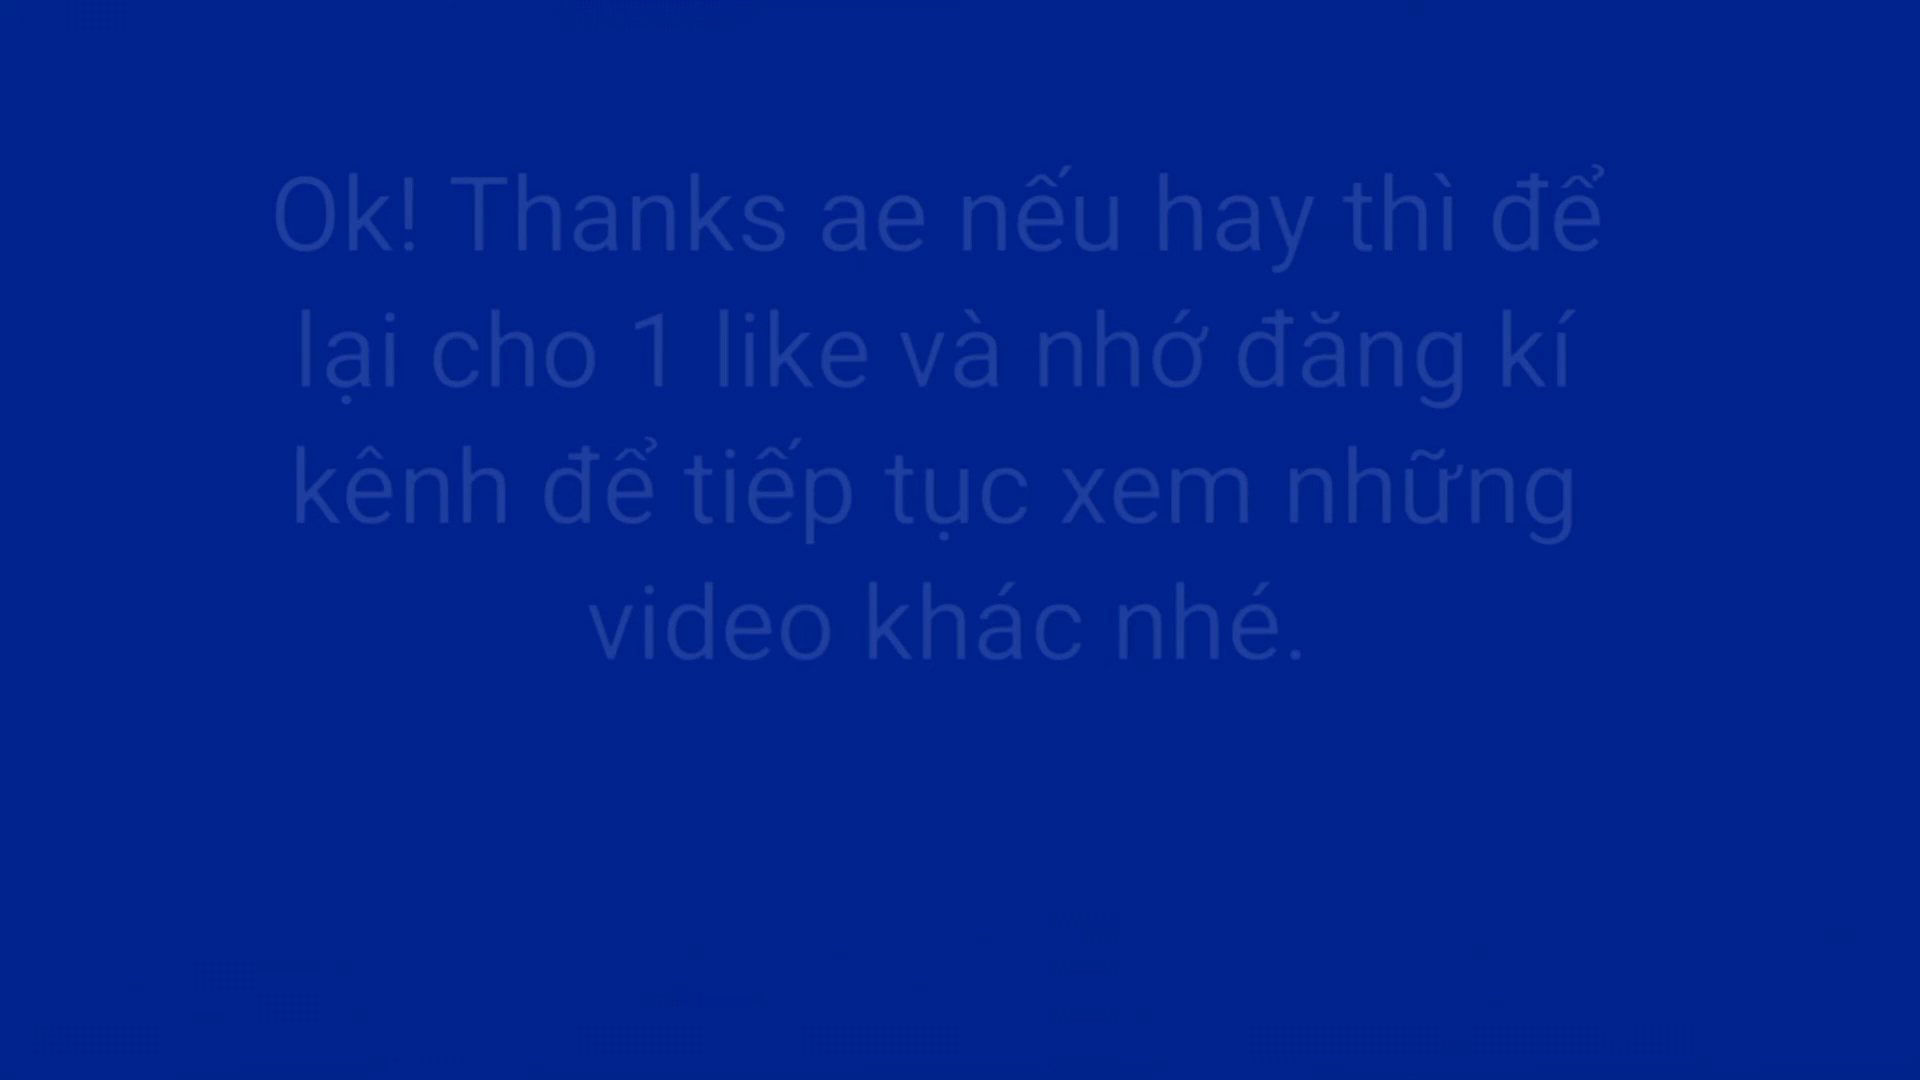 Ok! Thanks ae nếu hay thì để
lại cho 1 like và nhớ đăng kí
kênh để tiếp tục xem những
video khác nhé.